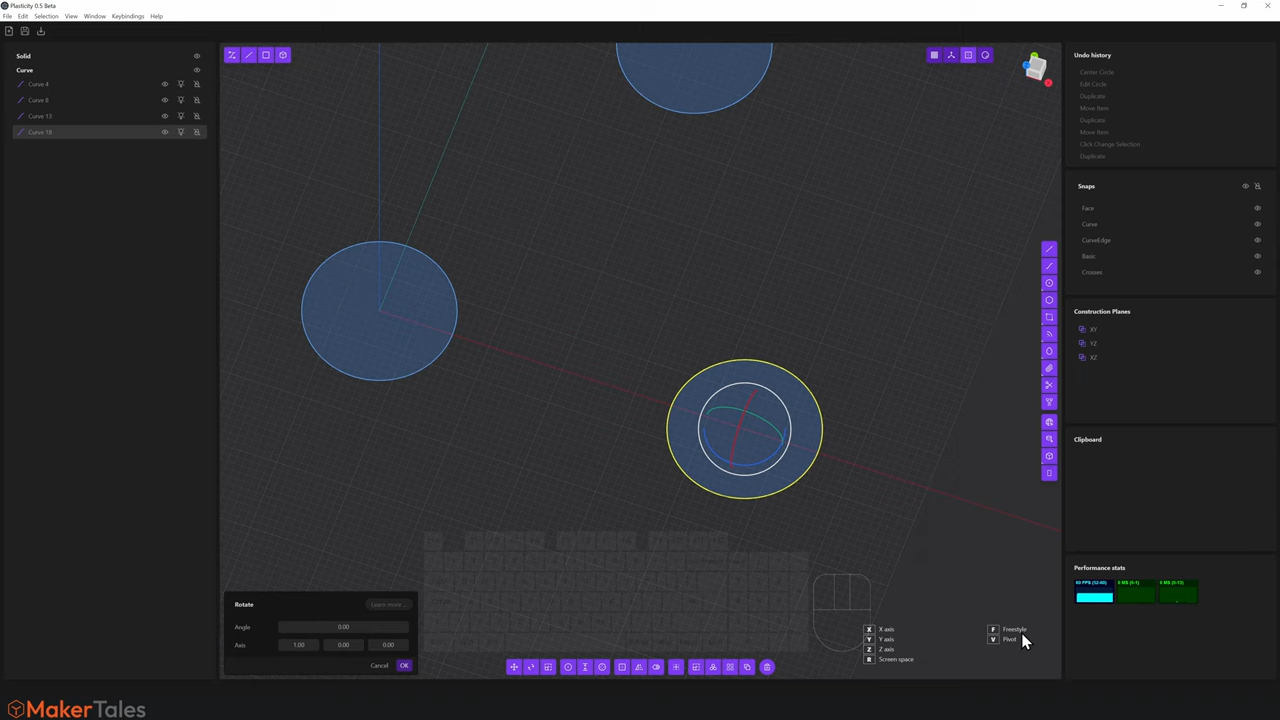 Plasticity 0.5 Beta
File Edit Selection View Window Keybindings Help
Solid
Curve
Curve 4
Curve 8
Curve 13
Curve 18
Undo history
Center Circle
Edit Circle
Duplicate
Move Item
Duplicate
Move Item
Click Change Selection
Duplicate
Snaps
Face
Curve
CurveEdge
Basic
Crosses
Construction Planes
XY
YZ
XZ
Clipboard
Performance stats
Rotate Learn more...
Angle 0.00
Axis 1.00 0.00 0.00
Cancel OK
X X axis
Y Y axis
Z Z axis
R Screen space
F Freestyle
V Pivot
MakerTales